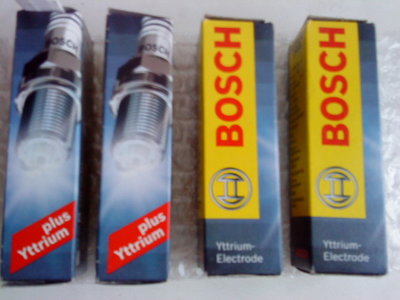 BOSCH
plus
Yttrium
BOSCH
plus
Yttrium
BOSCH
Yttrium-
Electrode
BOSCH
Yttrium-
Electrode